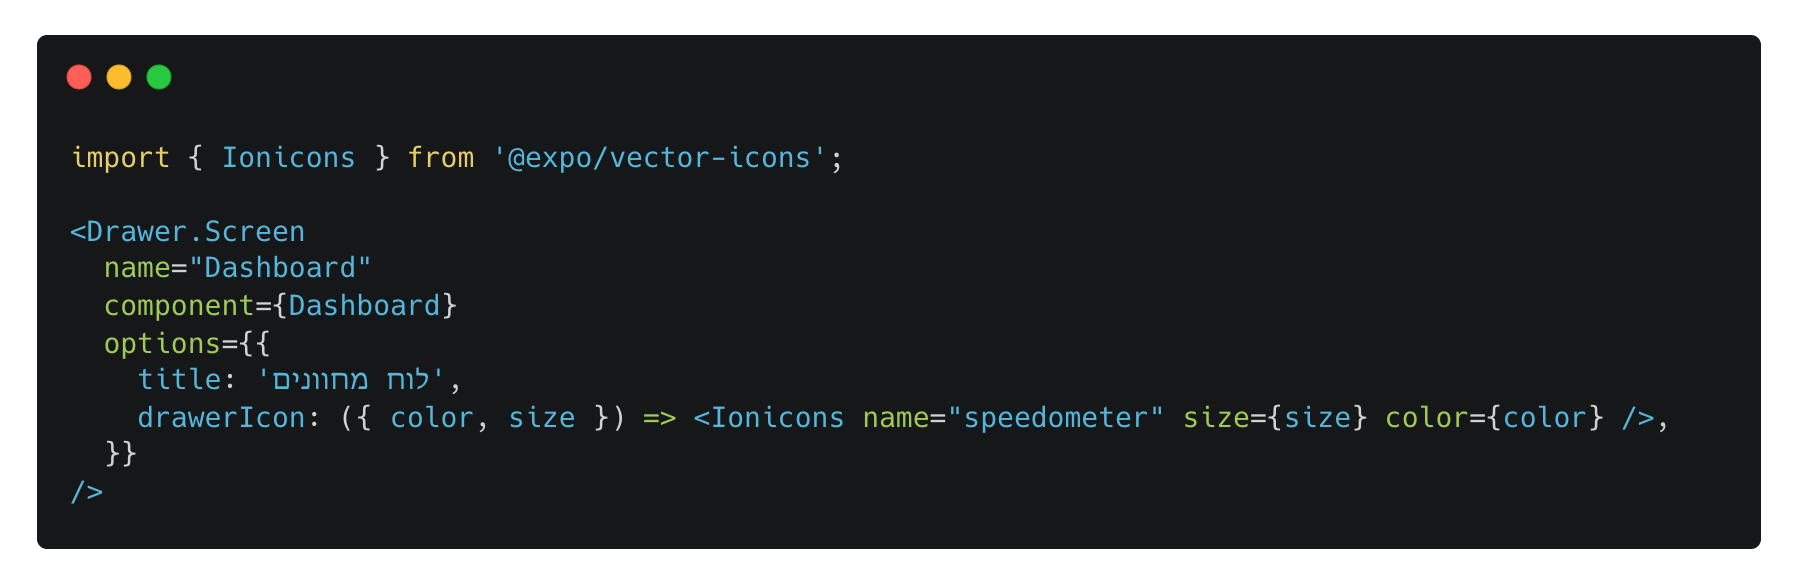 import { Ionicons } from '@expo/vector-icons';
<Drawer.Screen
name="Dashboard"
component={Dashboard}
options={{
title: 'לוח מחוונים',
drawerIcon: ({ color, size }) => <Ionicons name="speedometer" size={size} color={color} />,
}}
/>